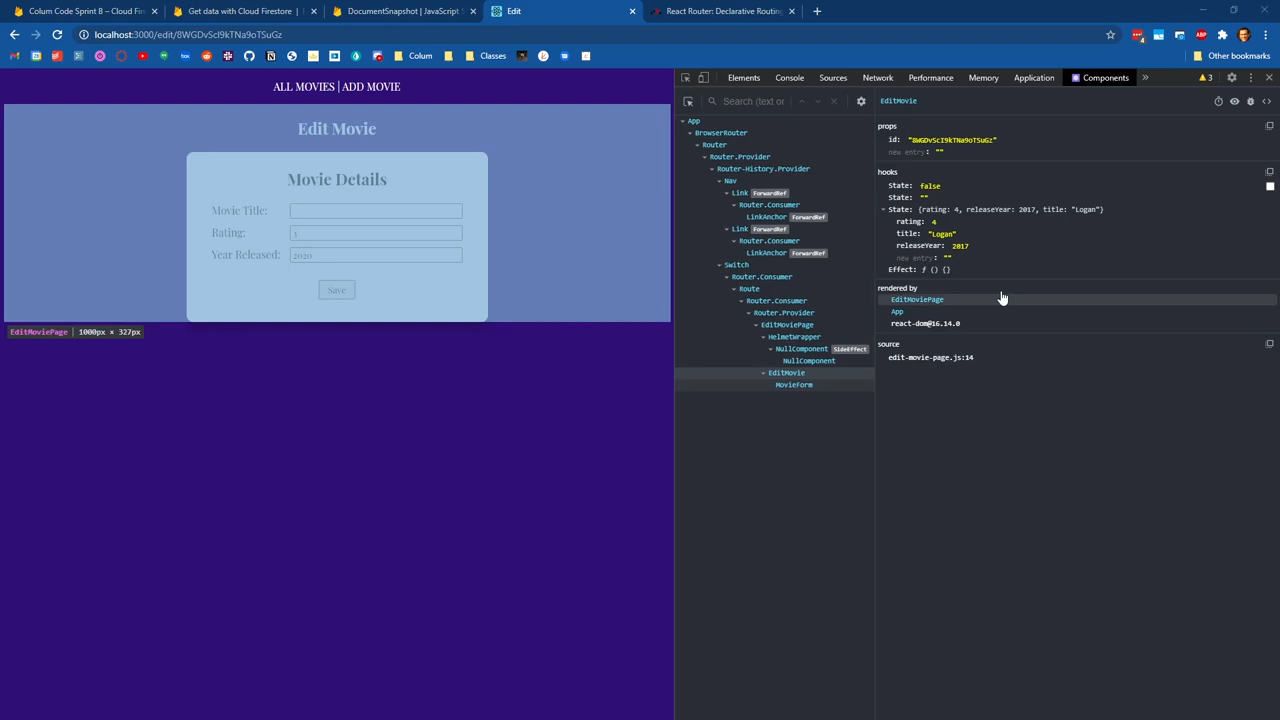 Colum Code Sprint B – Cloud Fir
Get data with Cloud Firestore |
DocumentSnapshot | JavaScript S
Edit
React Router: Declarative Routing
localhost:3000/edit/8WGDvScI9kTNa9oTSuGz
Colum
Classes
Other bookmarks
ALL MOVIES | ADD MOVIE
Edit Movie
Movie Details
Movie Title:
Rating:
3
Year Released:
2020
Save
EditMoviePage | 1000px × 327px
Elements
Console
Sources
Network
Performance
Memory
Application
Components
3
Search (text or
App
BrowserRouter
Router
Router.Provider
Router-History.Provider
Nav
Link ForwardRef
Router.Consumer
LinkAnchor ForwardRef
Link ForwardRef
Router.Consumer
LinkAnchor ForwardRef
Switch
Router.Consumer
Route
Router.Consumer
Router.Provider
EditMoviePage
HelmetWrapper
NullComponent SideEffect
NullComponent
EditMovie
MovieForm
EditMovie
props
id: "8WGDvScI9kTNa9oTSuGz"
new entry: ""
hooks
State: false
State: ""
State: {rating: 4, releaseYear: 2017, title: "Logan"}
rating: 4
title: "Logan"
releaseYear: 2017
new entry: ""
Effect: ƒ () {}
rendered by
EditMoviePage
App
react-dom@16.14.0
source
edit-movie-page.js:14